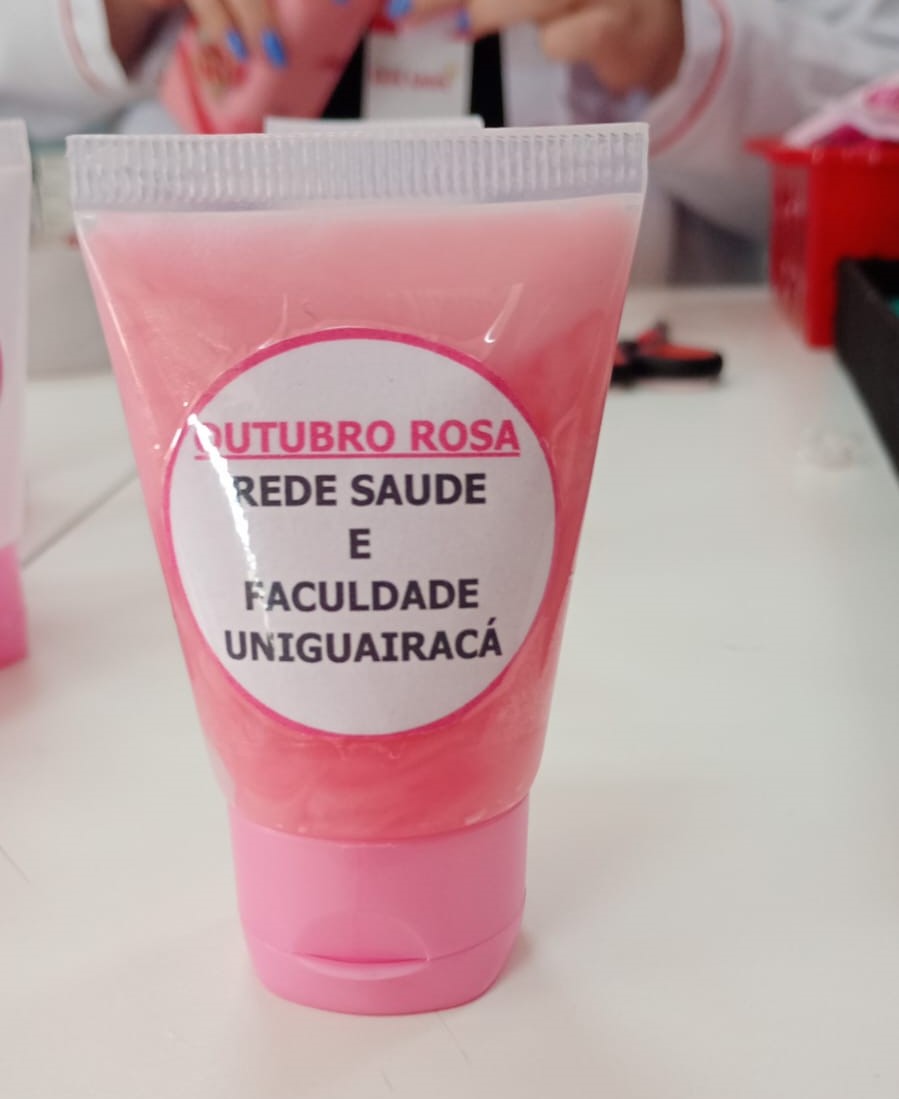 OUTUBRO ROSA
REDE SAUDE
E
FACULDADE
UNIGUAIRACÁ